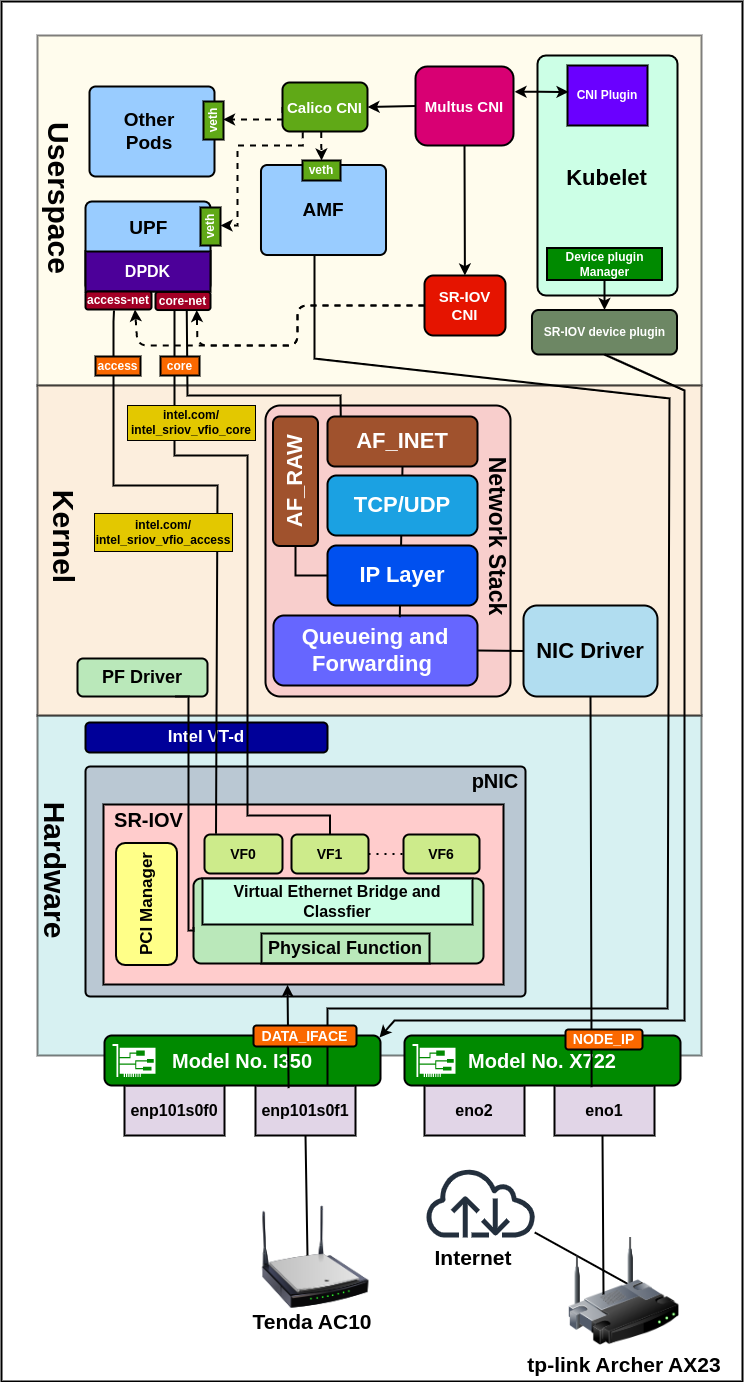 Userspace
Other
Pods
veth
Calico CNI
Multus CNI
CNI Plugin
Kubelet
veth
AMF
UPF
veth
DPDK
access-net
core-net
Device plugin
Manager
SR-IOV
CNI
SR-IOV device plugin
access
core
Kernel
intel.com/
intel_sriov_vfio_core
intel.com/
intel_sriov_vfio_access
AF_RAW
AF_INET
TCP/UDP
IP Layer
Queueing and
Forwarding
Network Stack
NIC Driver
PF Driver
Hardware
Intel VT-d
pNIC
SR-IOV
PCI Manager
VF0
VF1
VF6
Virtual Ethernet Bridge and
Classfier
Physical Function
DATA_IFACE
Model No. I350
NODE_IP
Model No. X722
enp101s0f0
enp101s0f1
eno2
eno1
Internet
Tenda AC10
tp-link Archer AX23